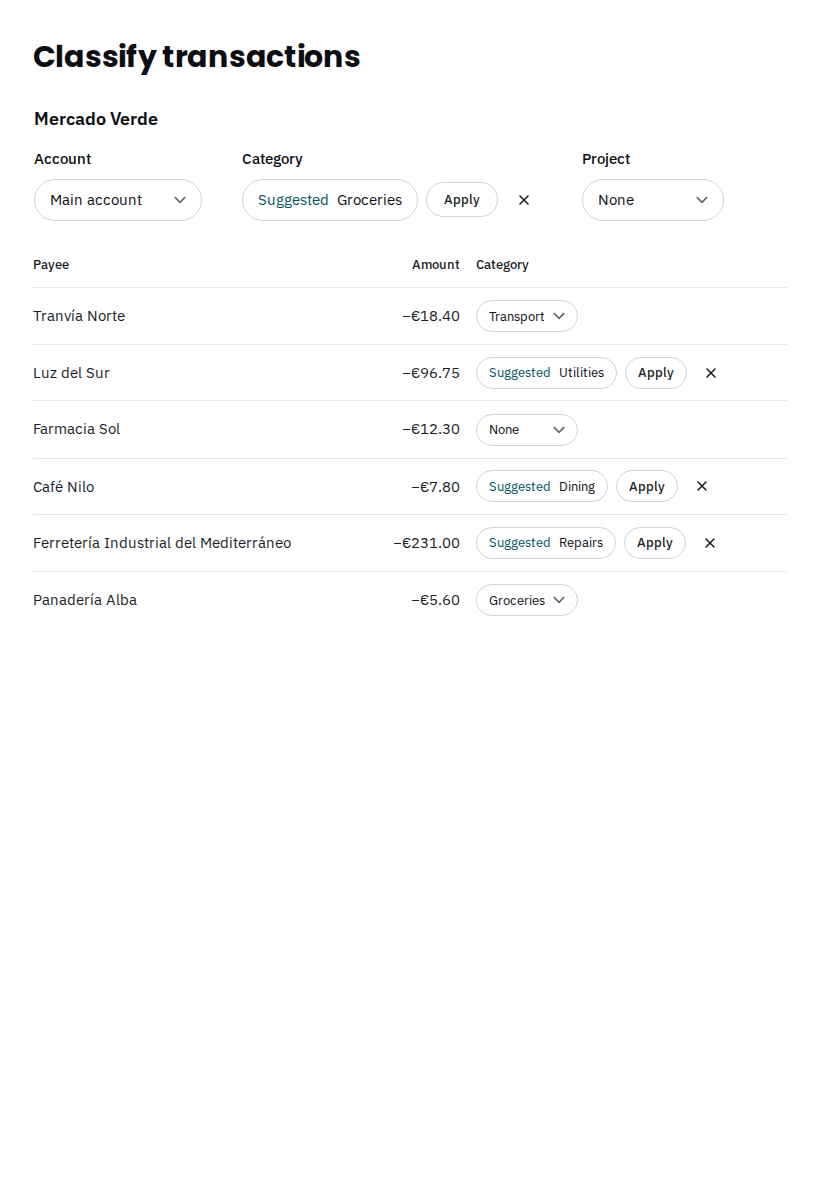 Classify transactions
Mercado Verde
Account Category Project
Main account Suggested Groceries Apply None
Payee Amount Category
Tranvía Norte −€18.40 Transport
Luz del Sur −€96.75 Suggested Utilities Apply
Farmacia Sol −€12.30 None
Café Nilo −€7.80 Suggested Dining Apply
Ferretería Industrial del Mediterráneo −€231.00 Suggested Repairs Apply
Panadería Alba −€5.60 Groceries